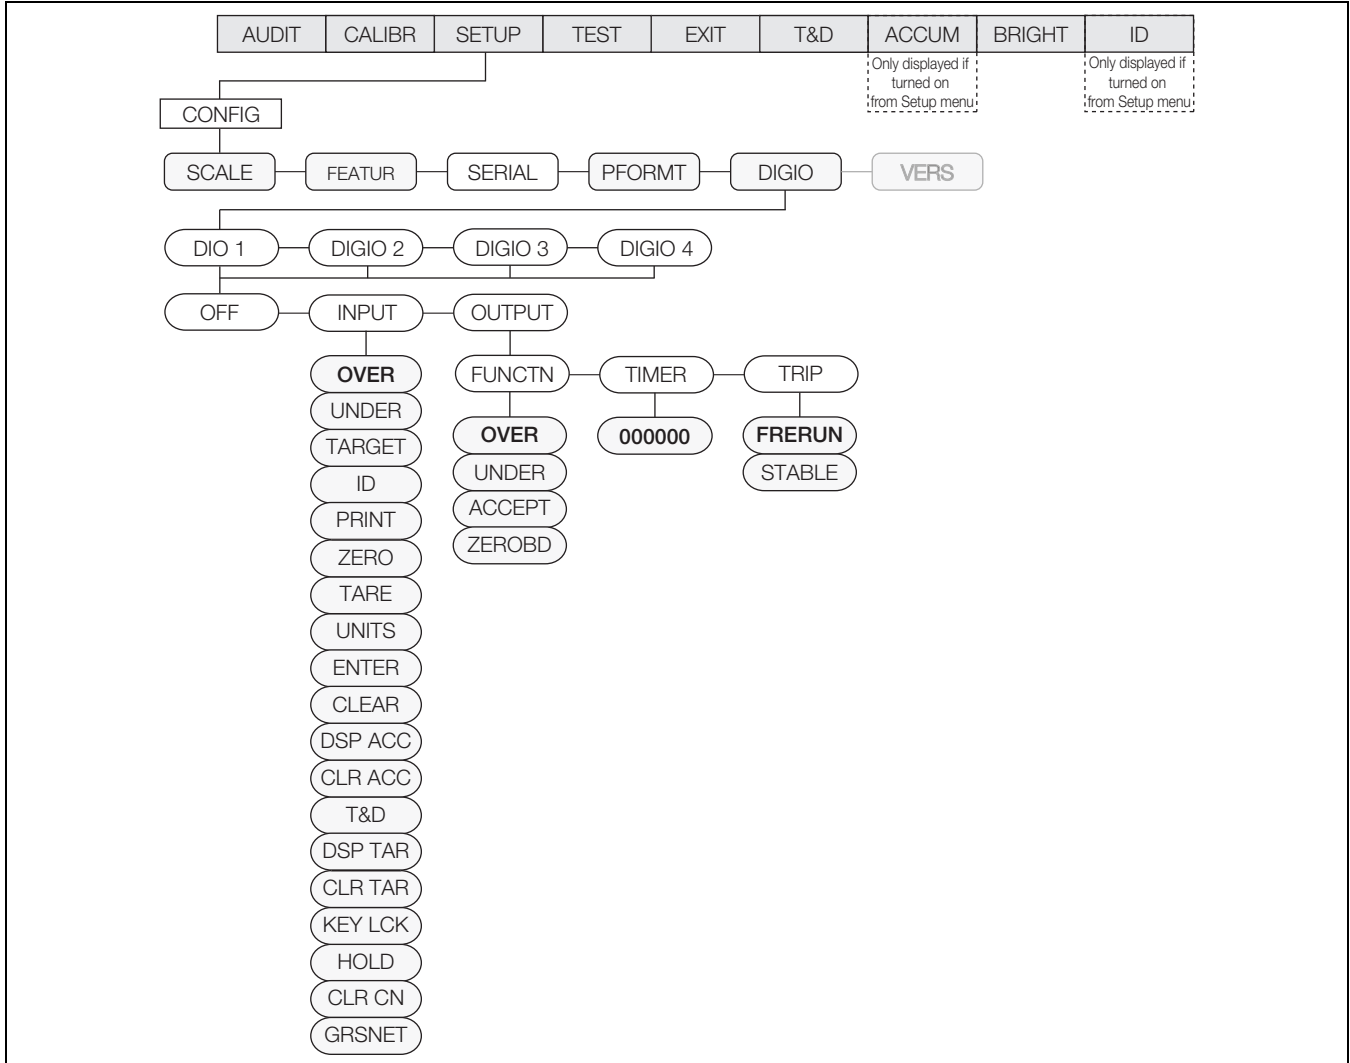 AUDIT CALIBR SETUP TEST EXIT T&D ACCUM BRIGHT ID
Only displayed if
turned on
from Setup menu
Only displayed if
turned on
from Setup menu
CONFIG
SCALE FEATUR SERIAL PFORMT DIGIO VERS
DIO 1 DIGIO 2 DIGIO 3 DIGIO 4
OFF INPUT OUTPUT
OVER
UNDER
TARGET
ID
PRINT
ZERO
TARE
UNITS
ENTER
CLEAR
DSP ACC
CLR ACC
T&D
DSP TAR
CLR TAR
KEY LCK
HOLD
CLR CN
GRSNET
FUNCTN TIMER TRIP
OVER
UNDER
ACCEPT
ZEROBD
000000
FRERUN
STABLE